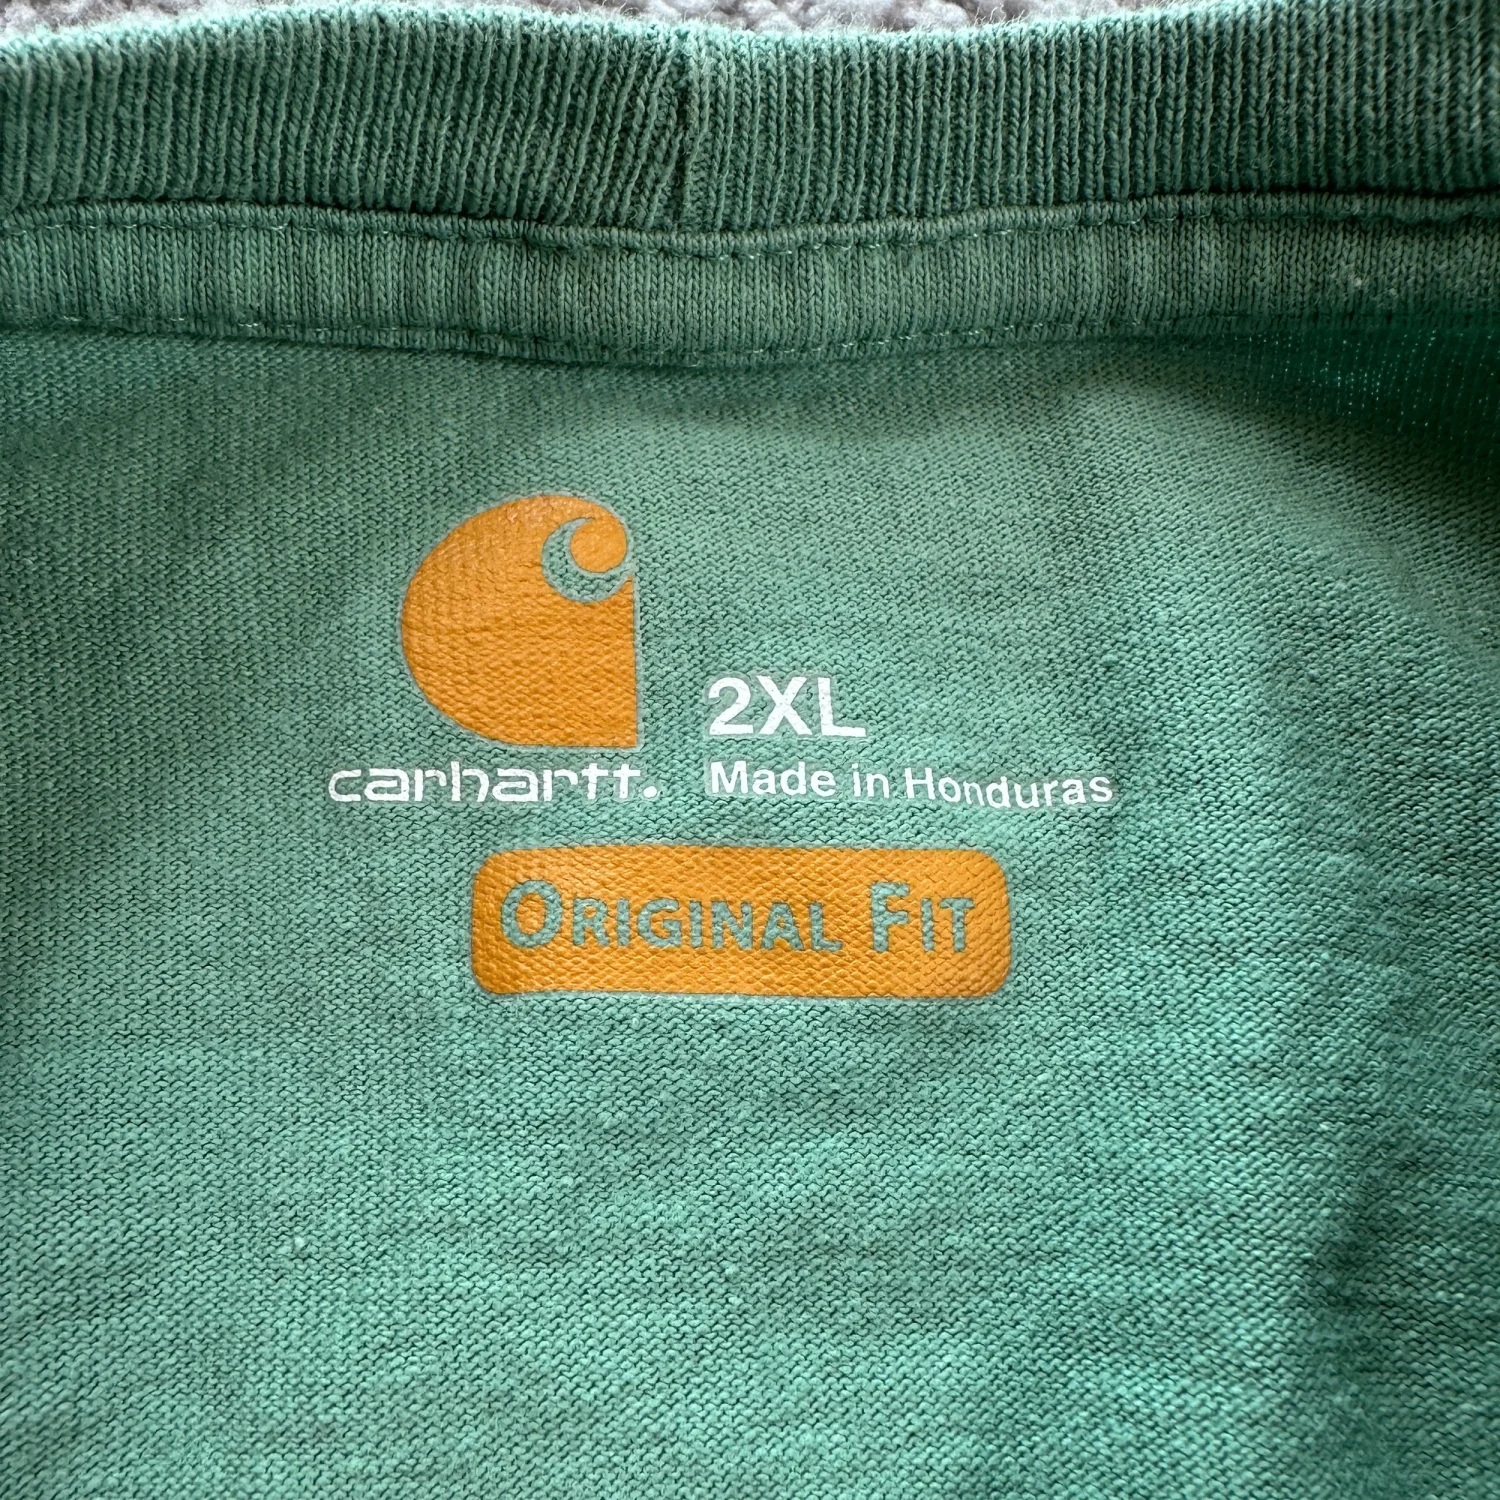 2XL
carhartt.
Made in Honduras
ORIGINAL FIT